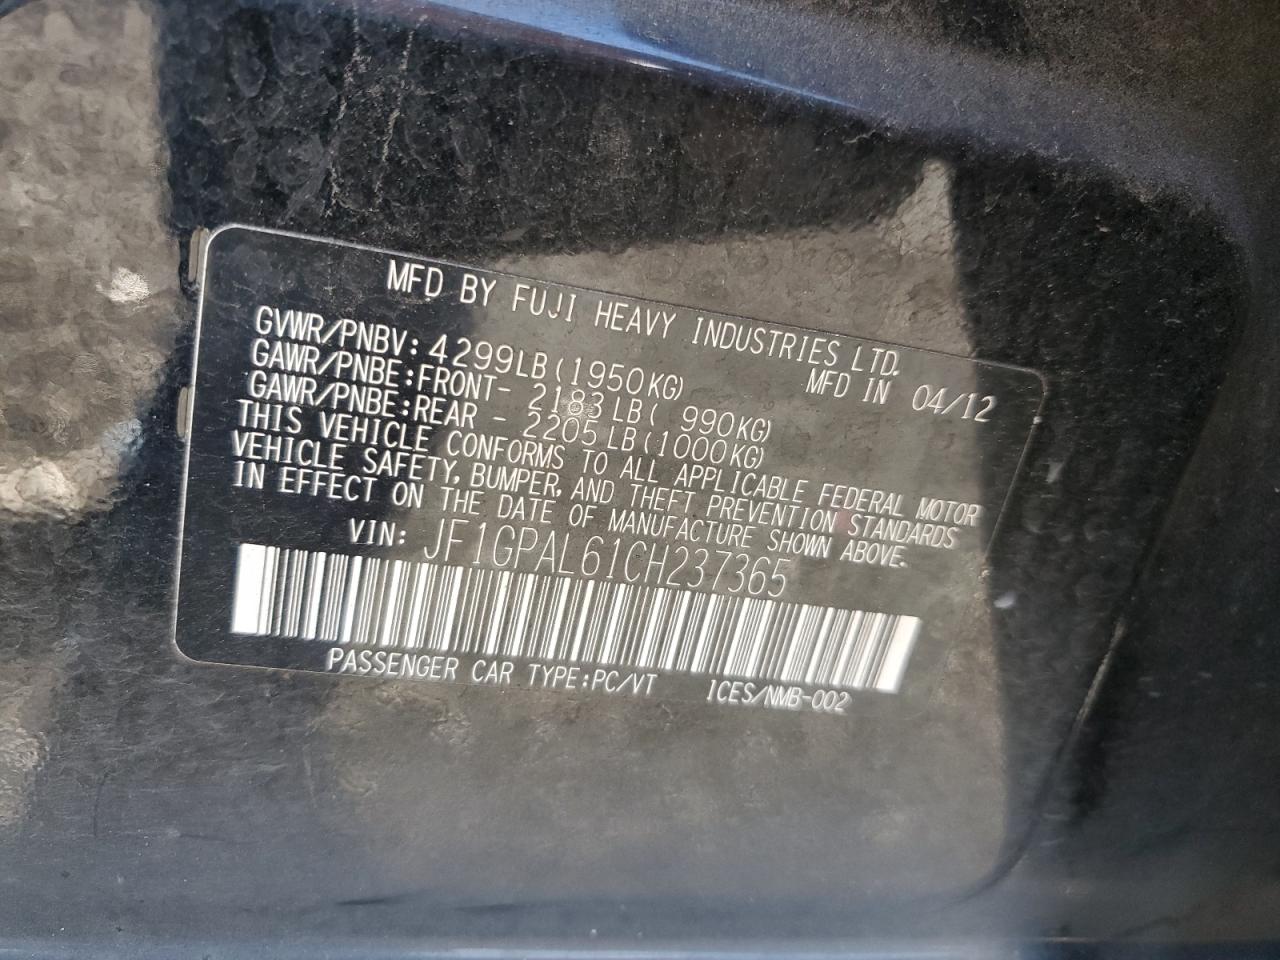 MFD BY FUJI HEAVY INDUSTRIES LTD.
MFD IN 04/12
GVWR/PNBV: 4299LB (1950KG)
GAWR/PNBE:FRONT- 2183LB( 990KG)
GAWR/PNBE:REAR - 2205LB(1000KG)
THIS VEHICLE CONFORMS TO ALL APPLICABLE FEDERAL MOTOR
VEHICLE SAFETY, BUMPER, AND THEFT PREVENTION STANDARDS
IN EFFECT ON THE DATE OF MANUFACTURE SHOWN ABOVE.
VIN: JF1GPAL61CH237365
PASSENGER CAR TYPE:PC/VT ICES/NMB-002